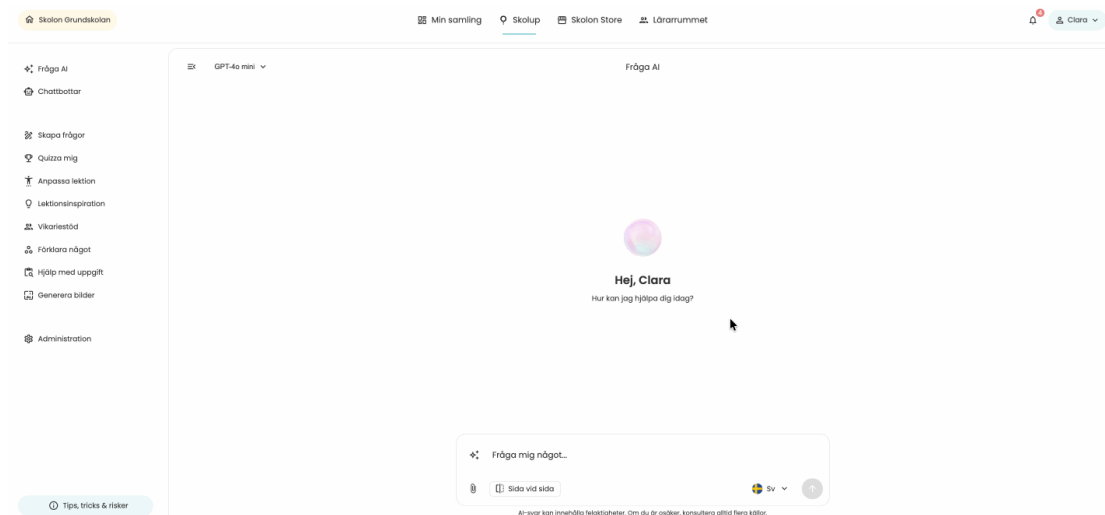 Skolon Grundskolan
Min samling
Skolup
Skolon Store
Lärarrummet
4
Clara
Fråga AI
Chattbottar
Skapa frågor
Quizza mig
Anpassa lektion
Lektionsinspiration
Vikariestöd
Förklara något
Hjälp med uppgift
Generera bilder
Administration
Tips, tricks & risker
GPT-4o mini
Fråga AI
Hej, Clara
Hur kan jag hjälpa dig idag?
Fråga mig något...
Sida vid sida
Sv
AI-svar kan innehålla felaktigheter. Om du är osäker, konsultera alltid flera källor.